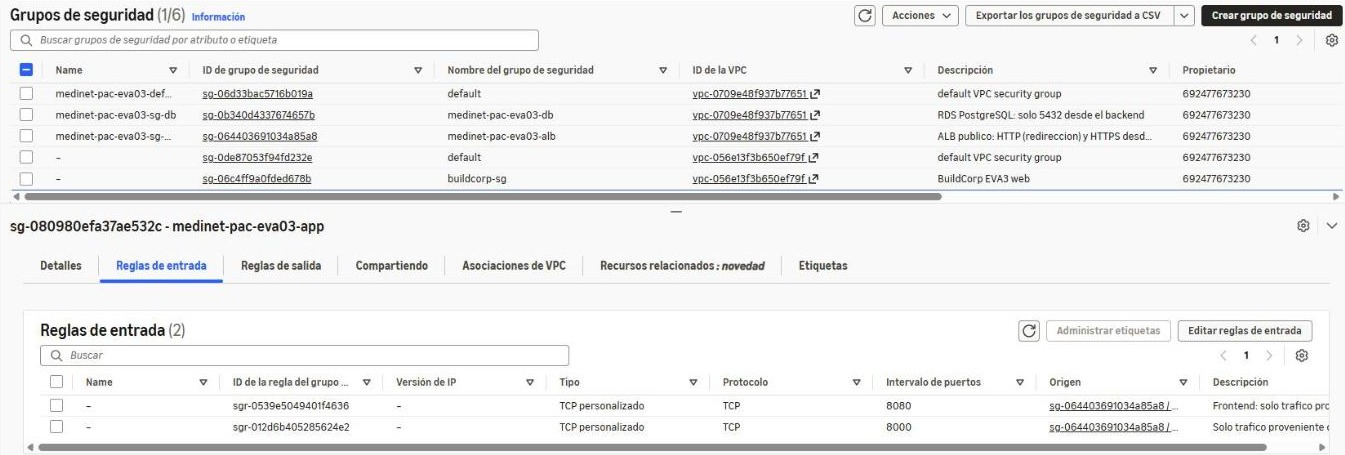 Grupos de seguridad (1/6) Información
Acciones Exportar los grupos de seguridad a CSV Crear grupo de seguridad
Buscar grupos de seguridad por atributo o etiqueta
1
Name ID de grupo de seguridad Nombre del grupo de seguridad ID de la VPC Descripción Propietario
medinet-pac-eva03-def... sg-06d33bac5716b019a default vpc-0709e48f937b77651 default VPC security group 692477673230
medinet-pac-eva03-sg-db sg-0b340d4337674657b medinet-pac-eva03-db vpc-0709e48f937b77651 RDS PostgreSQL: solo 5432 desde el backend 692477673230
medinet-pac-eva03-sg-... sg-064403691034a85a8 medinet-pac-eva03-alb vpc-0709e48f937b77651 ALB publico: HTTP (redireccion) y HTTPS desd... 692477673230
- sg-0de87053f94fd232e default vpc-056e13f3b650ef79f default VPC security group 692477673230
- sg-06c4ff9a0fded678b buildcorp-sg vpc-056e13f3b650ef79f BuildCorp EVA3 web 692477673230
sg-080980efa37ae532c - medinet-pac-eva03-app
Detalles Reglas de entrada Reglas de salida Compartiendo Asociaciones de VPC Recursos relacionados : novedad Etiquetas
Reglas de entrada (2)
Administrar etiquetas Editar reglas de entrada
Buscar
1
Name ID de la regla del grupo ... Versión de IP Tipo Protocolo Intervalo de puertos Origen Descripción
- sgr-0539e5049401f4636 - TCP personalizado TCP 8080 sg-064403691034a85a8 /... Frontend: solo trafico pro
- sgr-012d6b405285624e2 - TCP personalizado TCP 8000 sg-064403691034a85a8 /... Solo trafico proveniente